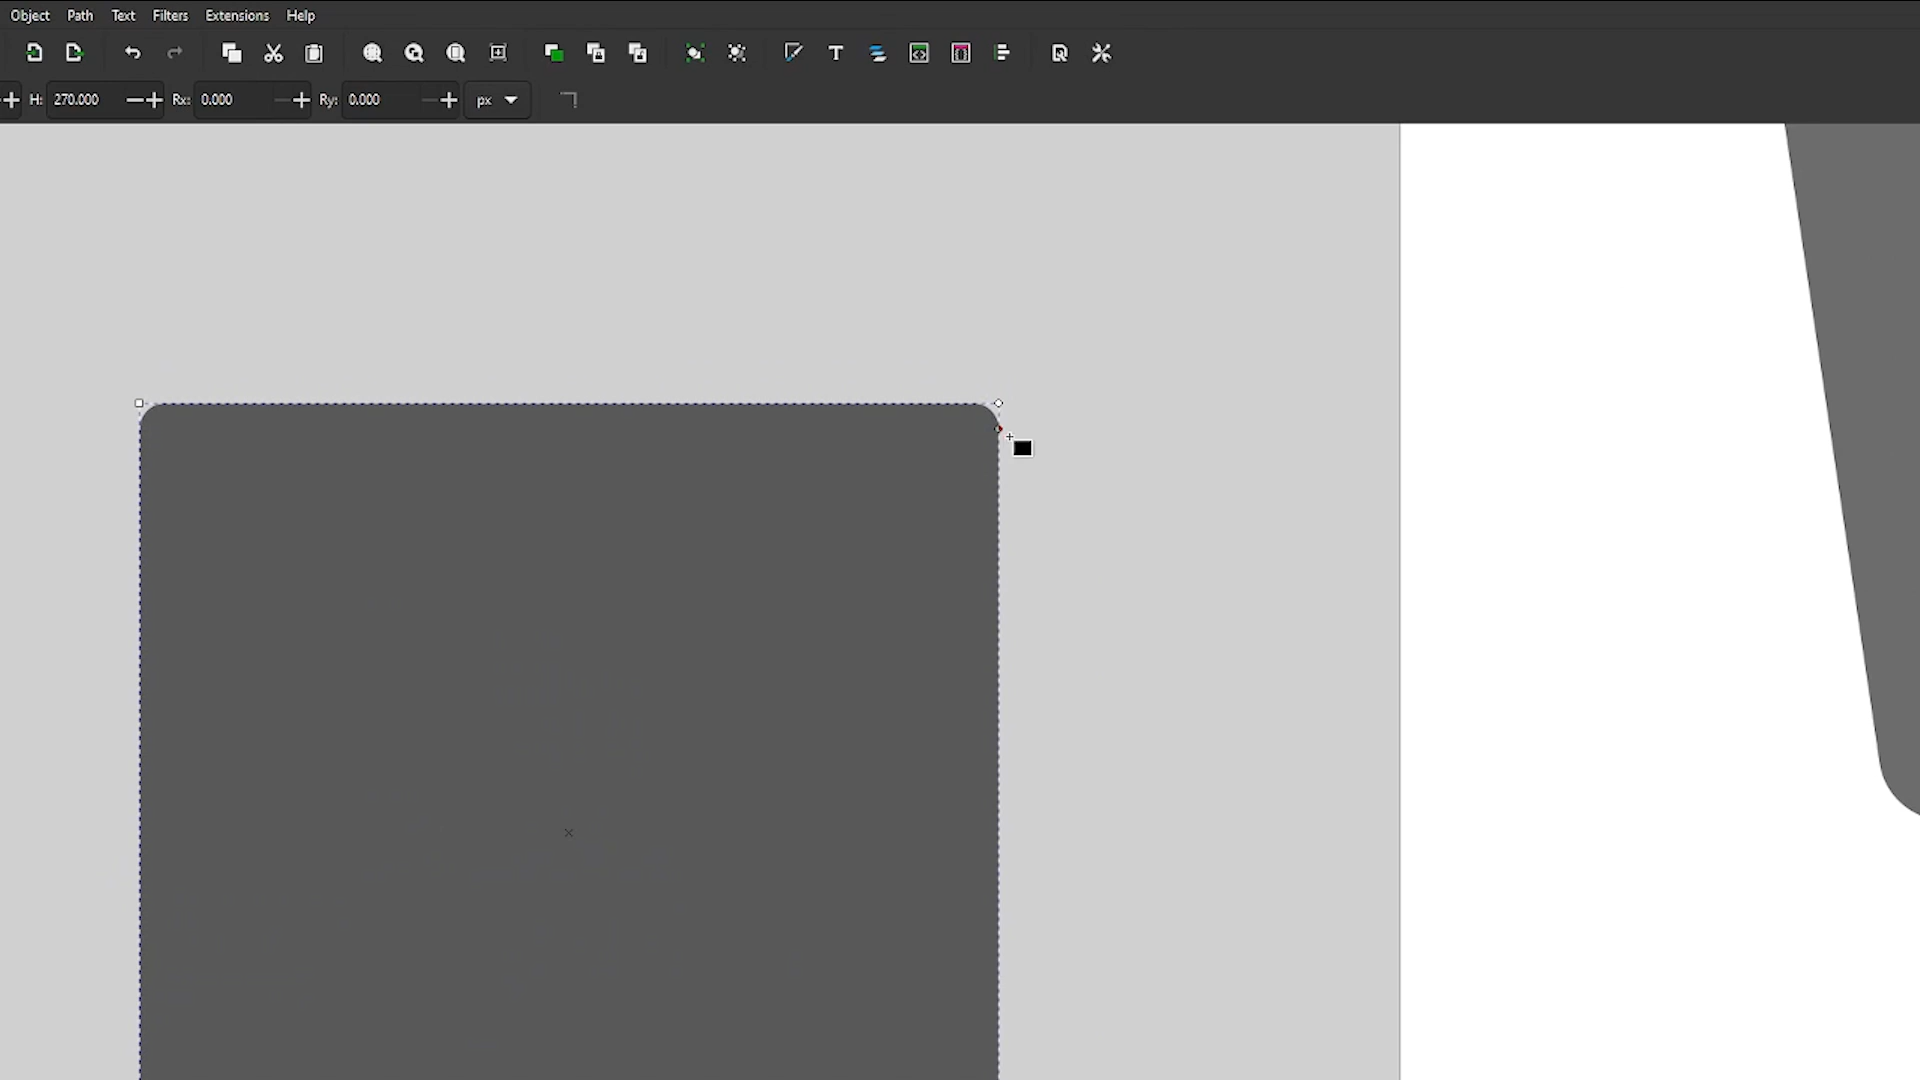 Object Path Text Filters Extensions Help
H: 270.000 Rx: 0.000 Ry: 0.000 px